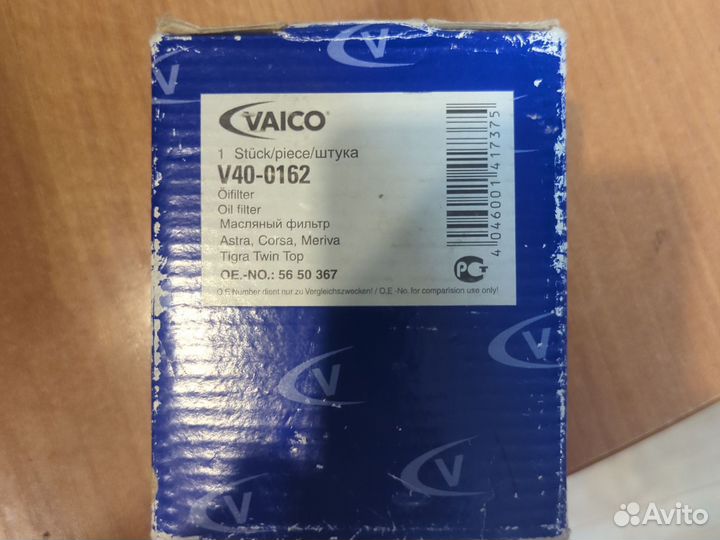 V
VAICO
1 Stück/piece/штука
V40-0162
Ölfilter
Oil filter
Масляный фильтр
Astra, Corsa, Meriva
Tigra Twin Top
OE.-NO.: 56 50 367
O.E Number dient nur zu Vergleichszwecken! / O.E -No. for comparision use only!
4 046001 417375
V
V
V
V
Avito